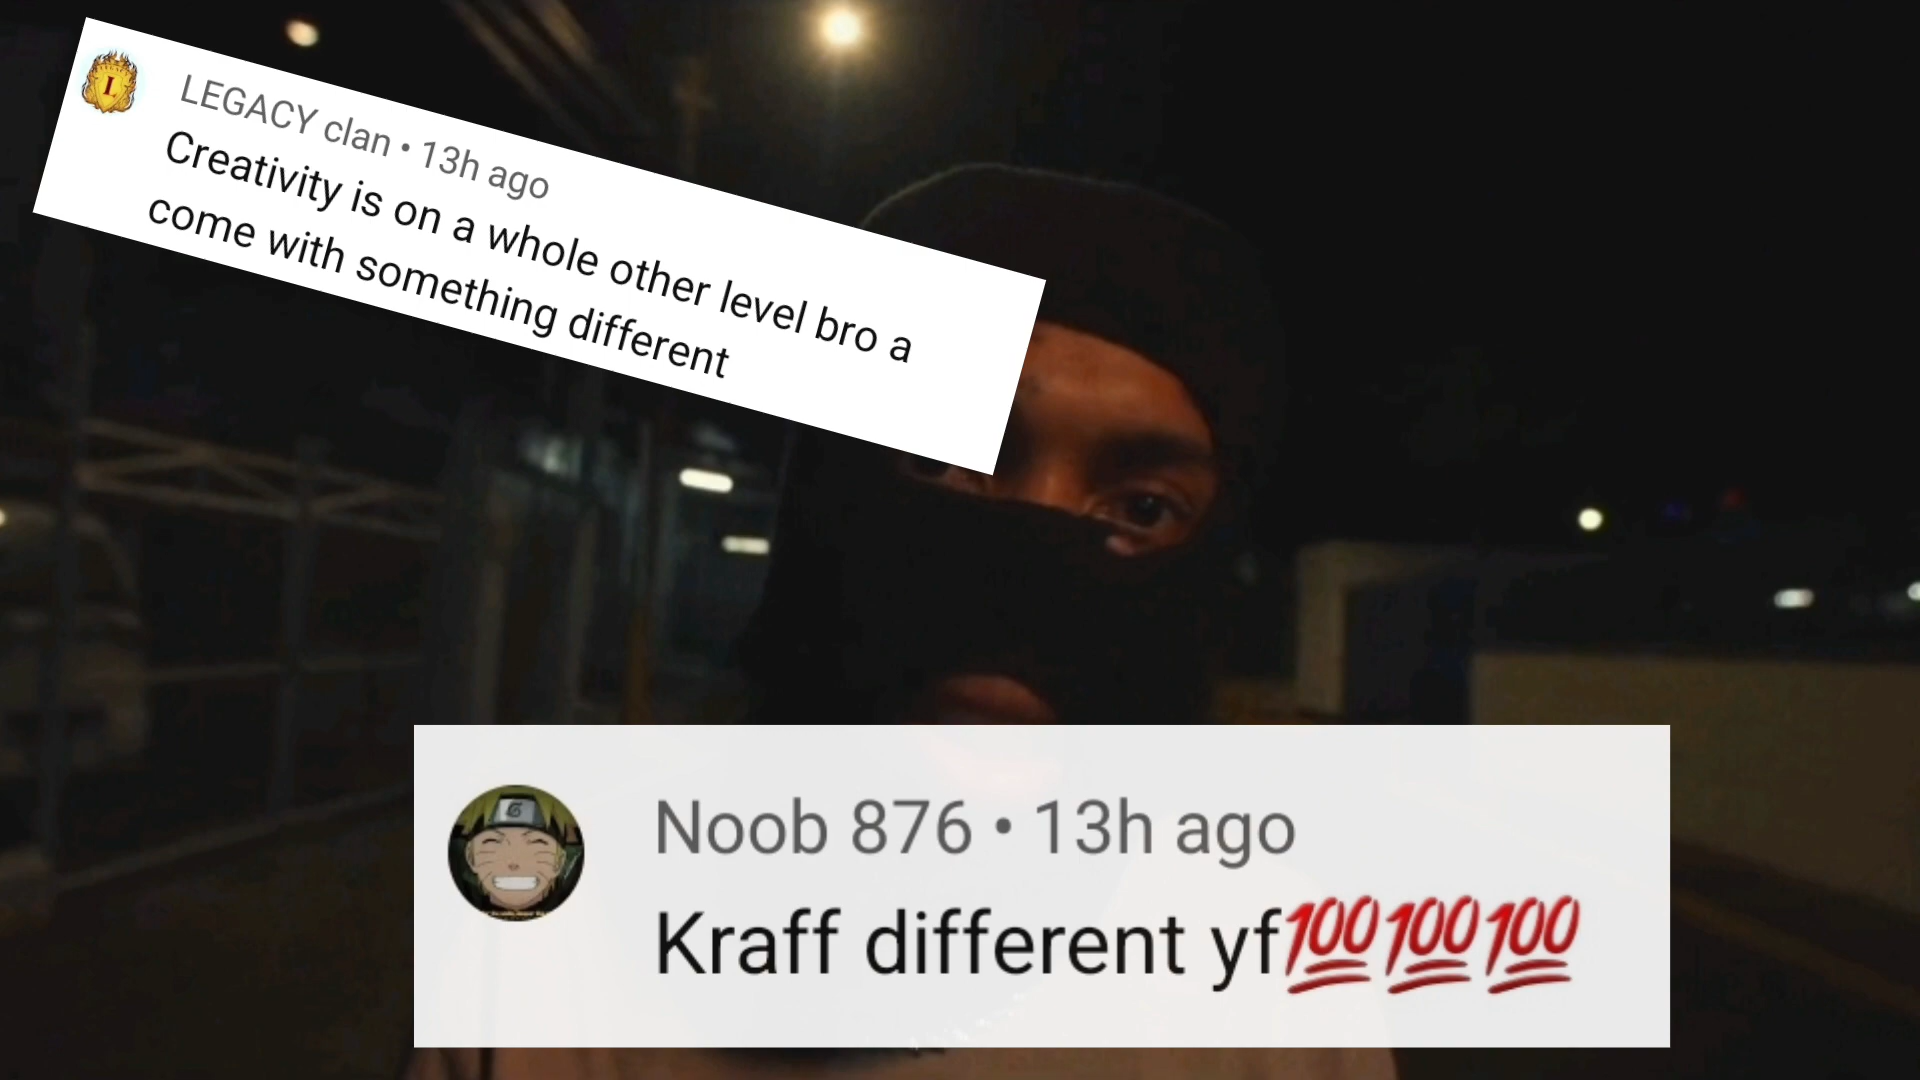 LEGACY clan • 13h ago
Creativity is on a whole other level bro a
come with something different
Noob 876 • 13h ago
Kraff different yf💯💯💯